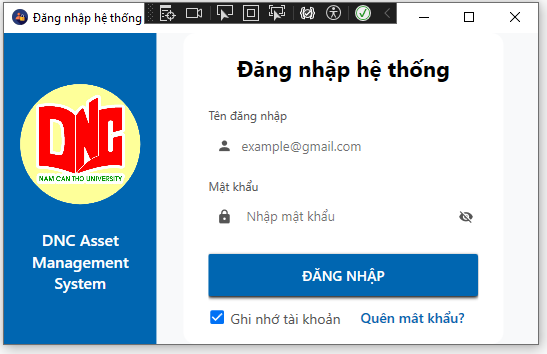 Đăng nhập hệ thống
Đăng nhập hệ thống
Tên đăng nhập
example@gmail.com
Mật khẩu
Nhập mật khẩu
ĐĂNG NHẬP
Ghi nhớ tài khoản
Quên mật khẩu?
DNC
NAM CAN THO UNIVERSITY
DNC Asset
Management
System